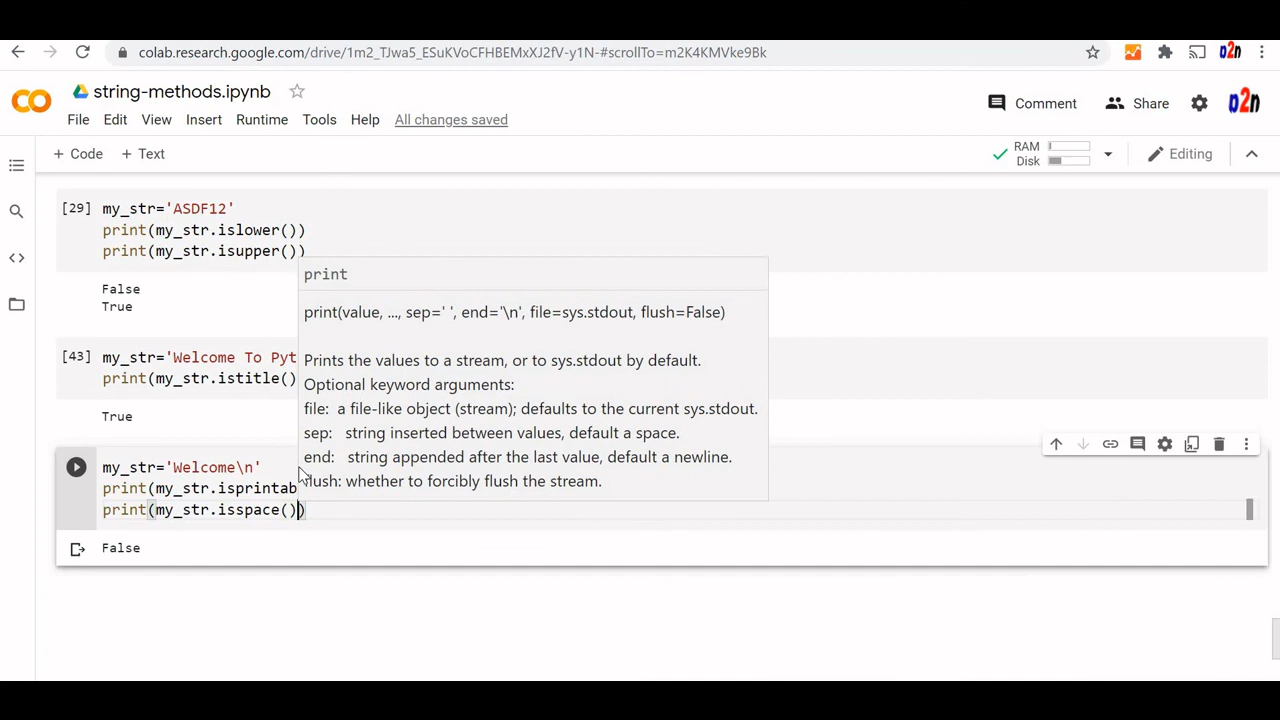 colab.research.google.com/drive/1m2_TJwa5_ESuKVoCFHBEMxXJ2fV-y1N-#scrollTo=m2K4KMVke9Bk
string-methods.ipynb
Comment
Share
File Edit View Insert Runtime Tools Help All changes saved
+ Code + Text
RAM
Disk
Editing
[29] my_str='ASDF12'
print(my_str.islower())
print(my_str.isupper())
False
True
print
print(value, ..., sep=' ', end='\n', file=sys.stdout, flush=False)
Prints the values to a stream, or to sys.stdout by default.
Optional keyword arguments:
file: a file-like object (stream); defaults to the current sys.stdout.
sep: string inserted between values, default a space.
end: string appended after the last value, default a newline.
flush: whether to forcibly flush the stream.
[43] my_str='Welcome To Pyt
print(my_str.istitle()
True
my_str='Welcome\n'
print(my_str.isprintab
print(my_str.isspace())
False